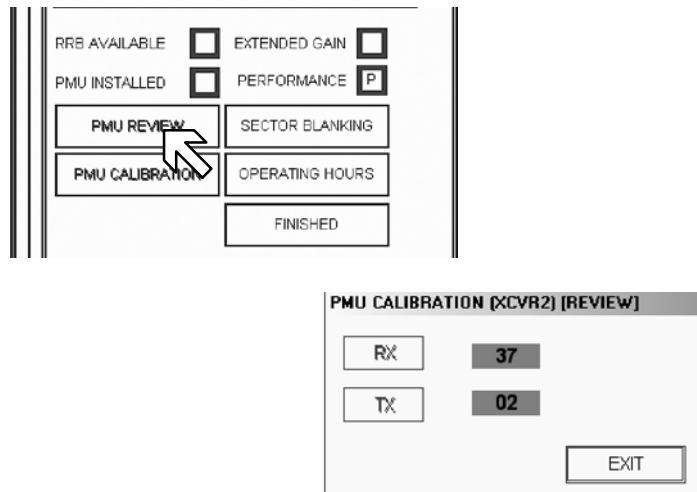 RRB AVAILABLE EXTENDED GAIN
PMU INSTALLED PERFORMANCE P
PMU REVIEW SECTOR BLANKING
PMU CALIBRATION OPERATING HOURS
FINISHED
PMU CALIBRATION (XCVR2) [REVIEW]
RX 37
TX 02
EXIT